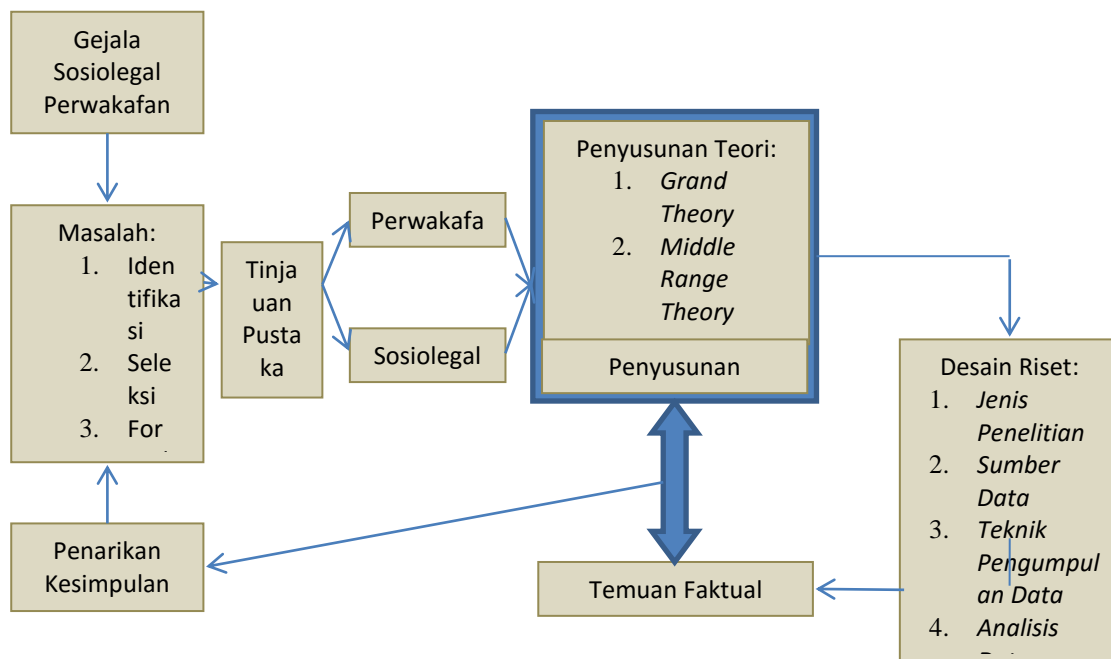 Gejala
Sosiolegal
Perwakafan
Masalah:
1. Iden
tifika
si
2. Sele
ksi
3. For
Tinja
uan
Pusta
ka
Perwakafa
Sosiolegal
Penyusunan Teori:
1. Grand
Theory
2. Middle
Range
Theory
Penyusunan
Desain Riset:
1. Jenis
Penelitian
2. Sumber
Data
3. Teknik
Pengumpul
an Data
4. Analisis
Temuan Faktual
Penarikan
Kesimpulan